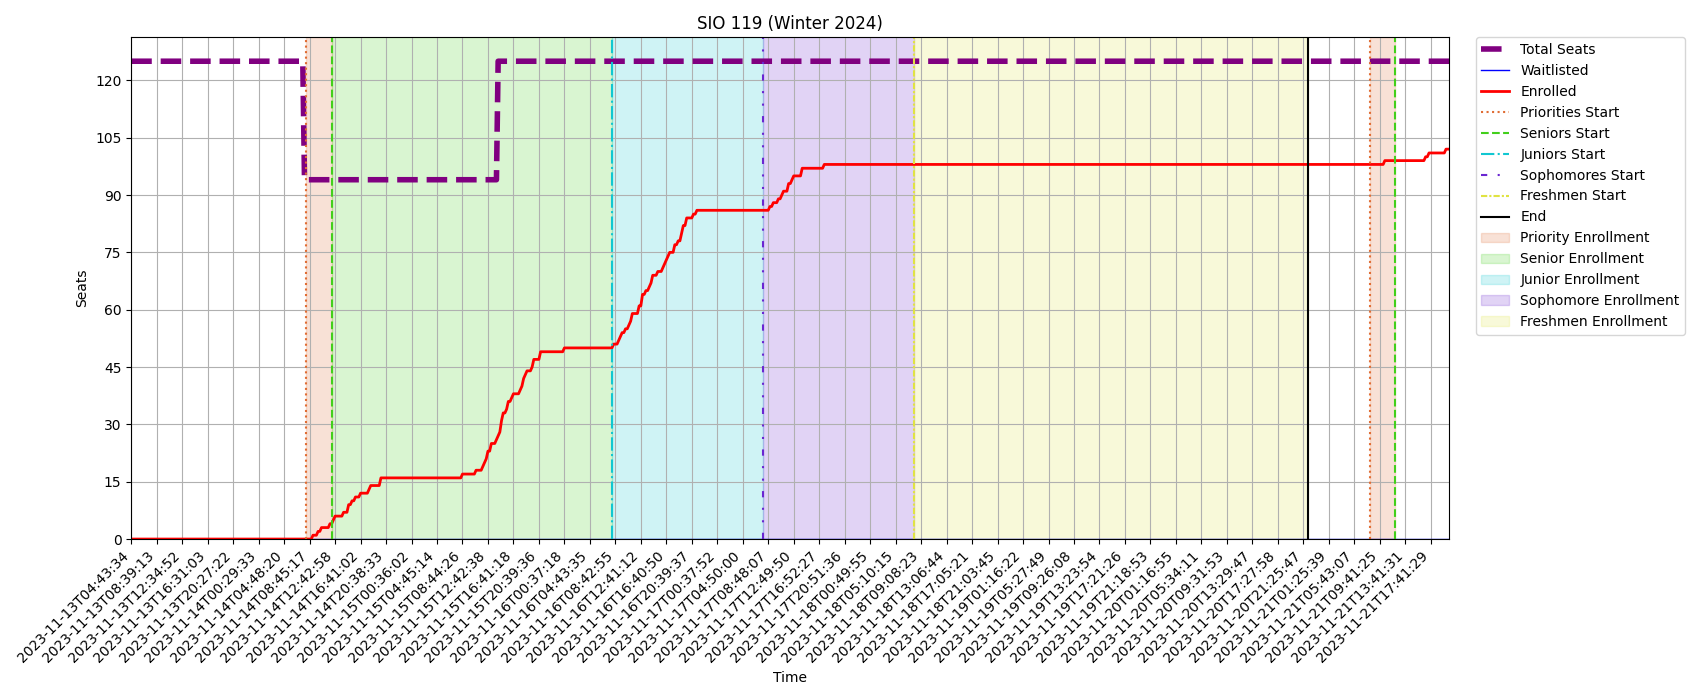 SIO 119 (Winter 2024)
Seats
120
105
90
75
60
45
30
15
0
2023-11-13T04:43:34
2023-11-13T08:39:13
2023-11-13T12:34:52
2023-11-13T16:31:03
2023-11-13T20:27:22
2023-11-14T00:29:33
2023-11-14T04:48:20
2023-11-14T08:45:17
2023-11-14T12:42:58
2023-11-14T16:41:02
2023-11-14T20:38:33
2023-11-15T00:36:02
2023-11-15T04:45:14
2023-11-15T08:44:26
2023-11-15T12:42:38
2023-11-15T16:41:19
2023-11-15T20:39:36
2023-11-16T00:37:18
2023-11-16T04:43:35
2023-11-16T08:42:55
2023-11-16T12:41:12
2023-11-16T16:40:50
2023-11-16T20:39:37
2023-11-17T00:37:52
2023-11-17T04:50:00
2023-11-17T08:48:07
2023-11-17T12:49:50
2023-11-17T16:52:27
2023-11-17T20:51:36
2023-11-18T00:49:55
2023-11-18T05:10:15
2023-11-18T09:08:23
2023-11-18T13:06:44
2023-11-18T17:05:21
2023-11-18T21:03:45
2023-11-19T01:16:22
2023-11-19T05:27:49
2023-11-19T09:26:08
2023-11-19T13:23:54
2023-11-19T17:21:26
2023-11-19T21:18:53
2023-11-20T01:16:55
2023-11-20T05:34:11
2023-11-20T09:31:53
2023-11-20T13:29:47
2023-11-20T17:27:58
2023-11-20T21:25:47
2023-11-21T01:25:39
2023-11-21T05:43:07
2023-11-21T09:41:25
2023-11-21T13:41:31
2023-11-21T17:41:29
Time
Total Seats
Waitlisted
Enrolled
Priorities Start
Seniors Start
Juniors Start
Sophomores Start
Freshmen Start
End
Priority Enrollment
Senior Enrollment
Junior Enrollment
Sophomore Enrollment
Freshmen Enrollment